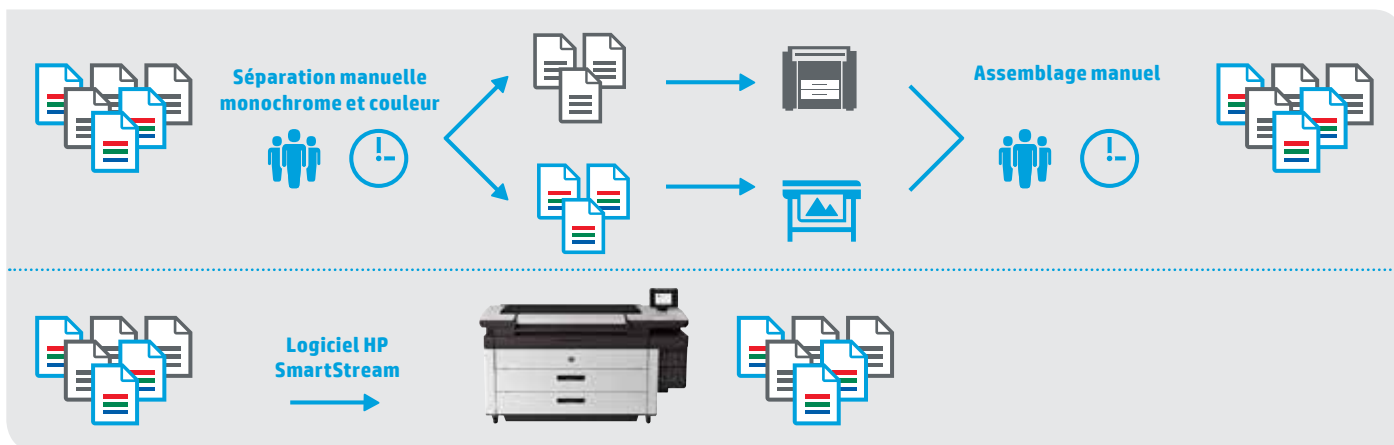 Séparation manuelle
monochrome et couleur
Assemblage manuel
Logiciel HP
SmartStream